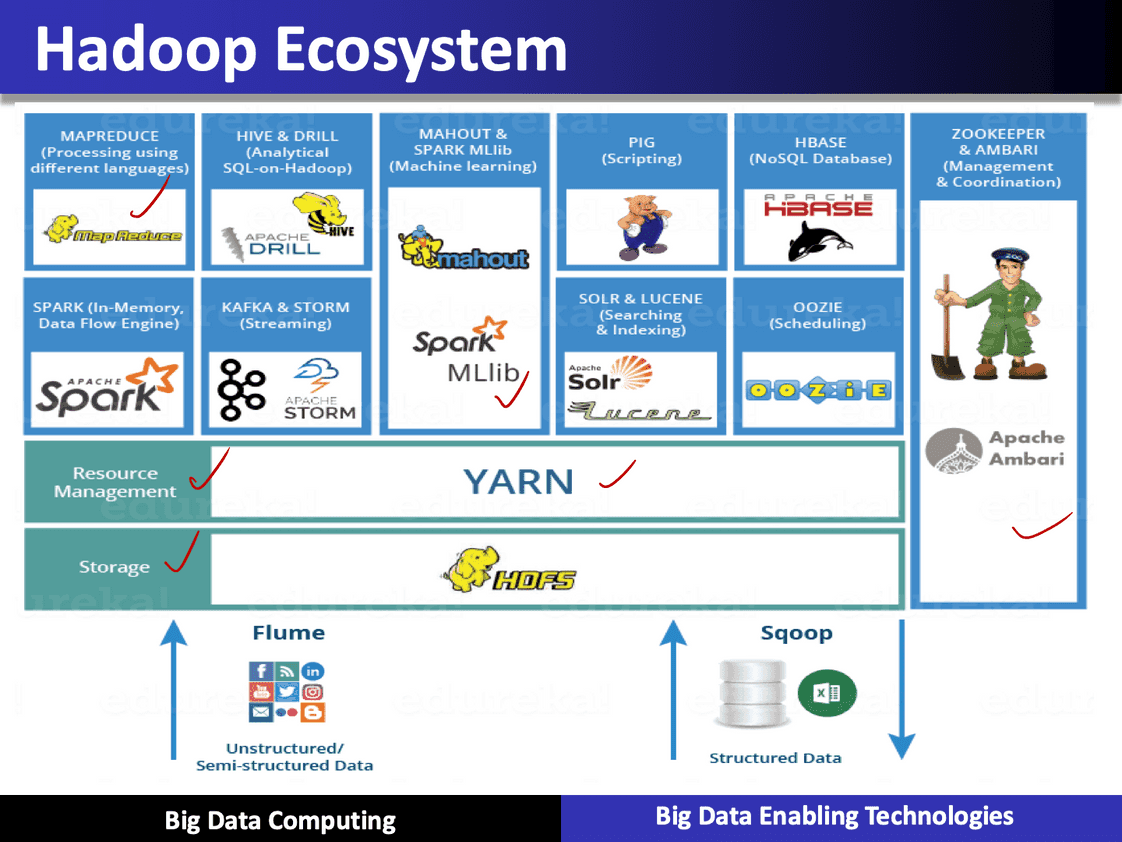 Hadoop Ecosystem
MAPREDUCE
(Processing using
different languages)
Map Reduce
HIVE & DRILL
(Analytical
SQL-on-Hadoop)
HIVE
APACHE
DRILL
MAHOUT &
SPARK MLlib
(Machine learning)
mahout
Spark
MLlib
PIG
(Scripting)
HBASE
(NoSQL Database)
APACHE
HBASE
ZOOKEEPER
& AMBARI
(Management
& Coordination)
ZOO
Apache
Ambari
SPARK (In-Memory,
Data Flow Engine)
APACHE
Spark
KAFKA & STORM
(Streaming)
APACHE
STORM
SOLR & LUCENE
(Searching
& Indexing)
Apache
Solr
Lucene
OOZIE
(Scheduling)
OOZIE
Resource
Management
YARN
Storage
HDFS
Flume
Unstructured/
Semi-structured Data
Sqoop
Structured Data
edureka!
Big Data Computing
Big Data Enabling Technologies